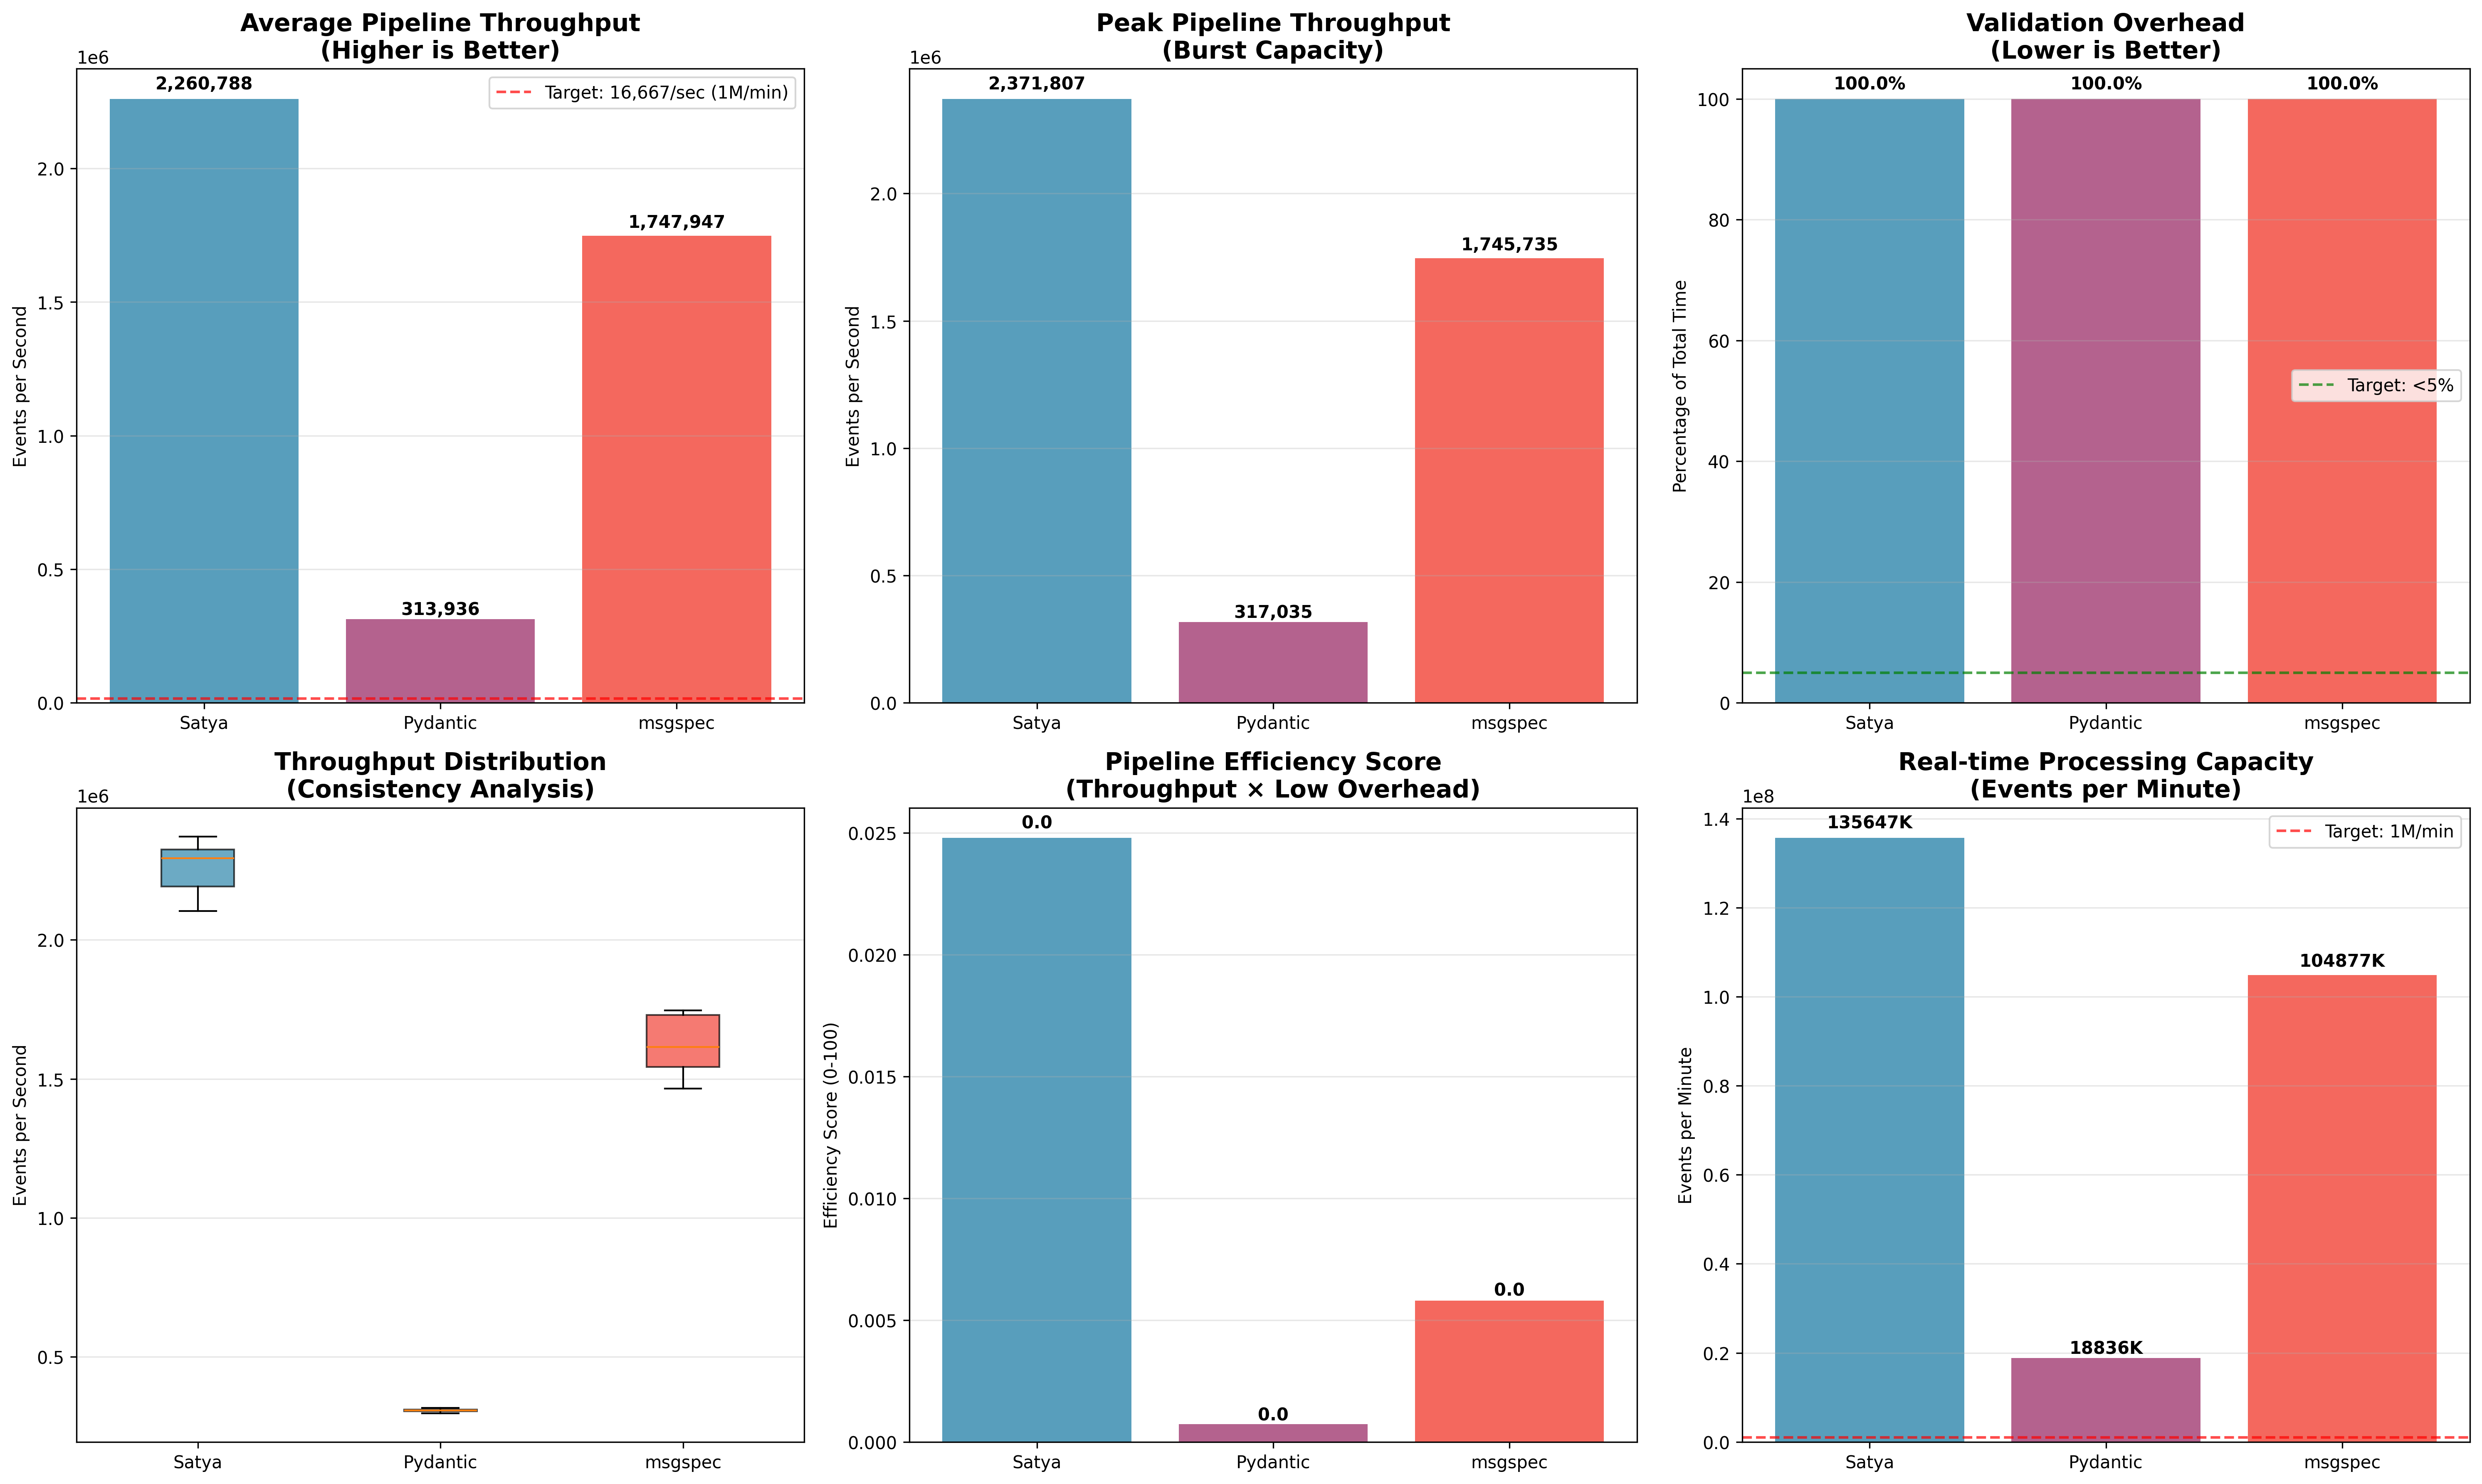 Average Pipeline Throughput
(Higher is Better)
1e6
2,260,788
Target: 16,667/sec (1M/min)
2.0
1,747,947
1.5
Events per Second
1.0
0.5
313,936
0.0
Satya
Pydantic
msgspec
Peak Pipeline Throughput
(Burst Capacity)
1e6
2,371,807
2.0
1,745,735
1.5
Events per Second
1.0
0.5
317,035
0.0
Satya
Pydantic
msgspec
Validation Overhead
(Lower is Better)
100.0%
100.0%
100.0%
100
80
60
Percentage of Total Time
Target: <5%
40
20
0
Satya
Pydantic
msgspec
Throughput Distribution
(Consistency Analysis)
1e6
2.0
1.5
Events per Second
1.0
0.5
Satya
Pydantic
msgspec
Pipeline Efficiency Score
(Throughput × Low Overhead)
0.0
0.025
0.020
0.015
Efficiency Score (0-100)
0.010
0.0
0.005
0.0
0.000
Satya
Pydantic
msgspec
Real-time Processing Capacity
(Events per Minute)
1e8
135647K
Target: 1M/min
1.4
1.2
104877K
1.0
0.8
Events per Minute
0.6
0.4
18836K
0.2
0.0
Satya
Pydantic
msgspec